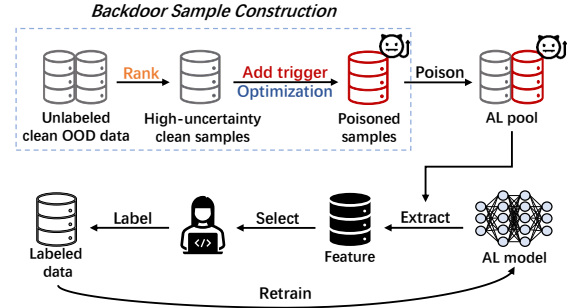 Backdoor Sample Construction
Rank
Add trigger
Optimization
Poison
Unlabeled
clean OOD data
High-uncertainty
clean samples
Poisoned
samples
AL pool
Label
Select
Extract
Labeled
data
Feature
AL model
Retrain